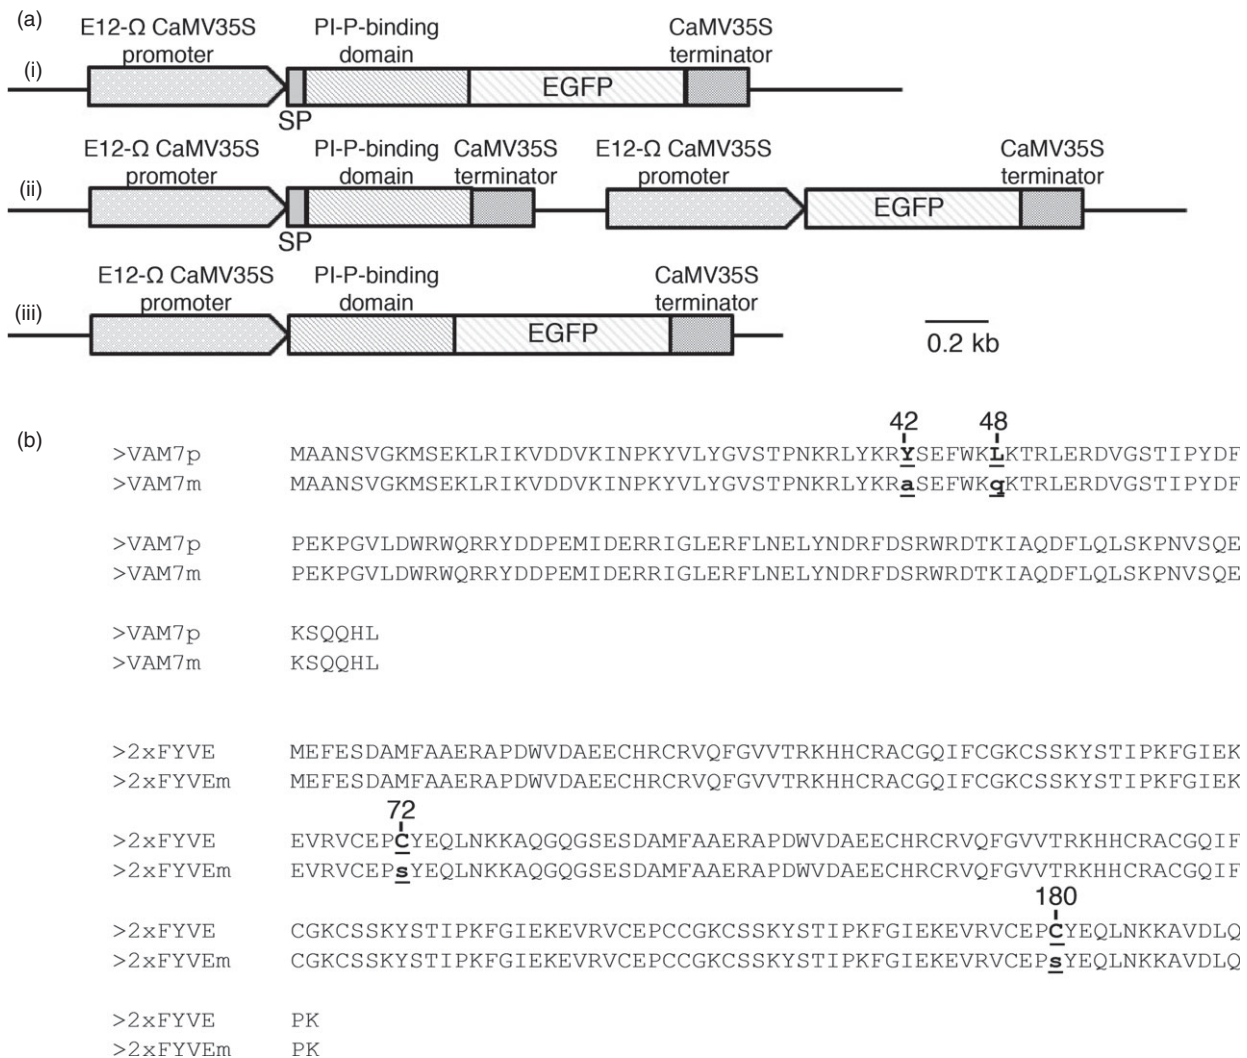 (a)
E12-Ω CaMV35S promoter
PI-P-binding domain
CaMV35S terminator
(i)
EGFP
SP
E12-Ω CaMV35S promoter
PI-P-binding domain
CaMV35S terminator
E12-Ω CaMV35S promoter
CaMV35S terminator
(ii)
EGFP
SP
E12-Ω CaMV35S promoter
PI-P-binding domain
CaMV35S terminator
(iii)
EGFP
0.2 kb
(b)
42 48
>VAM7p MAANSVGKMSEKLRIKVDDVKINPKYVLYGVSTPNKRLYKRYSEFWKLKTRLERDVGSTIPYDF
>VAM7m MAANSVGKMSEKLRIKVDDVKINPKYVLYGVSTPNKRLYKRaSEFWKqKTRLERDVGSTIPYDF
>VAM7p PEKPGVLDWRWQRRYDDPEMIDERRIGLERFLNELYNDRFDSRWRDTKIAQDFLQLSKPNVSQE
>VAM7m PEKPGVLDWRWQRRYDDPEMIDERRIGLERFLNELYNDRFDSRWRDTKIAQDFLQLSKPNVSQE
>VAM7p KSQQHL
>VAM7m KSQQHL
>2xFYVE MEFESDAMFAAERAPDWVDAEECHRCRVQFGVVTRKHHCRACGQIFCGKCSSKYSTIPKFGIEK
>2xFYVEm MEFESDAMFAAERAPDWVDAEECHRCRVQFGVVTRKHHCRACGQIFCGKCSSKYSTIPKFGIEK
72
>2xFYVE EVRVCEPCYEQLNKKAQGQGSESDAMFAAERAPDWVDAEECHRCRVQFGVVTRKHHCRACGQIF
>2xFYVEm EVRVCEPsYEQLNKKAQGQGSESDAMFAAERAPDWVDAEECHRCRVQFGVVTRKHHCRACGQIF
180
>2xFYVE CGKCSSKYSTIPKFGIEKEVRVCEPCCGKCSSKYSTIPKFGIEKEVRVCEPCYEQLNKKAVDLQ
>2xFYVEm CGKCSSKYSTIPKFGIEKEVRVCEPCCGKCSSKYSTIPKFGIEKEVRVCEPsYEQLNKKAVDLQ
>2xFYVE PK
>2xFYVEm PK